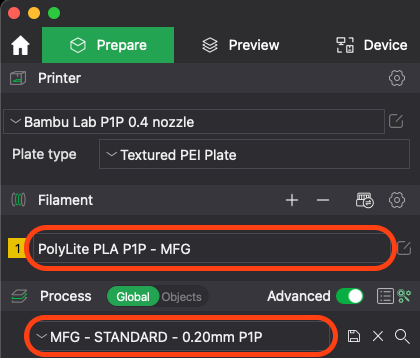 Prepare Preview Device
Printer
Bambu Lab P1P 0.4 nozzle
Plate type Textured PEI Plate
Filament
1 PolyLite PLA P1P - MFG
Process Global Objects Advanced
MFG - STANDARD - 0.20mm P1P